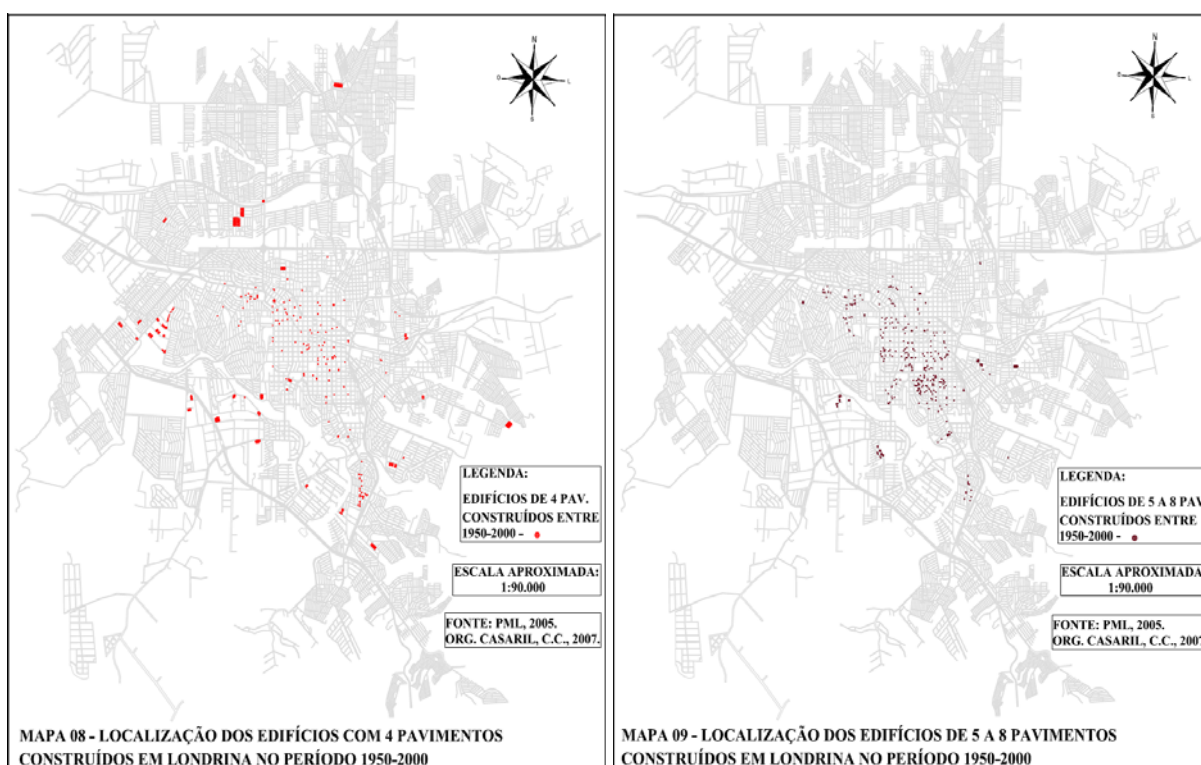 N
O
L
S
LEGENDA:
EDIFÍCIOS DE 4 PAV.
CONSTRUÍDOS ENTRE
1950-2000 -
ESCALA APROXIMADA:
1:90.000
FONTE: PML, 2005.
ORG. CASARIL, C.C., 2007.
MAPA 08 - LOCALIZAÇÃO DOS EDIFÍCIOS COM 4 PAVIMENTOS
CONSTRUÍDOS EM LONDRINA NO PERÍODO 1950-2000
N
O
L
S
LEGENDA:
EDIFÍCIOS DE 5 A 8 PAV
CONSTRUÍDOS ENTRE
1950-2000 -
ESCALA APROXIMADA
1:90.000
FONTE: PML, 2005.
ORG. CASARIL, C.C., 2007
MAPA 09 - LOCALIZAÇÃO DOS EDIFÍCIOS DE 5 A 8 PAVIMENTOS
CONSTRUÍDOS EM LONDRINA NO PERÍODO 1950-2000